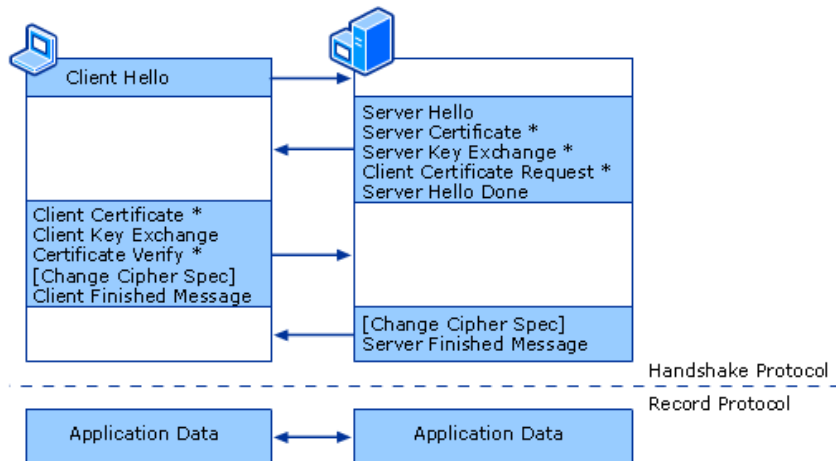 Client Hello
Server Hello
Server Certificate *
Server Key Exchange *
Client Certificate Request *
Server Hello Done
Client Certificate *
Client Key Exchange
Certificate Verify *
[Change Cipher Spec]
Client Finished Message
[Change Cipher Spec]
Server Finished Message
Handshake Protocol
Record Protocol
Application Data
Application Data